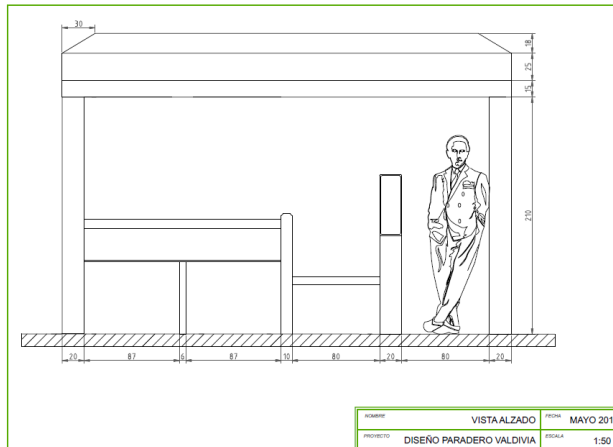 30
18
25
15
210
20 87 6 87 10 80 20 80 20
NOMBRE VISTA ALZADO FECHA MAYO 201
PROYECTO DISEÑO PARADERO VALDIVIA ESCALA 1:50